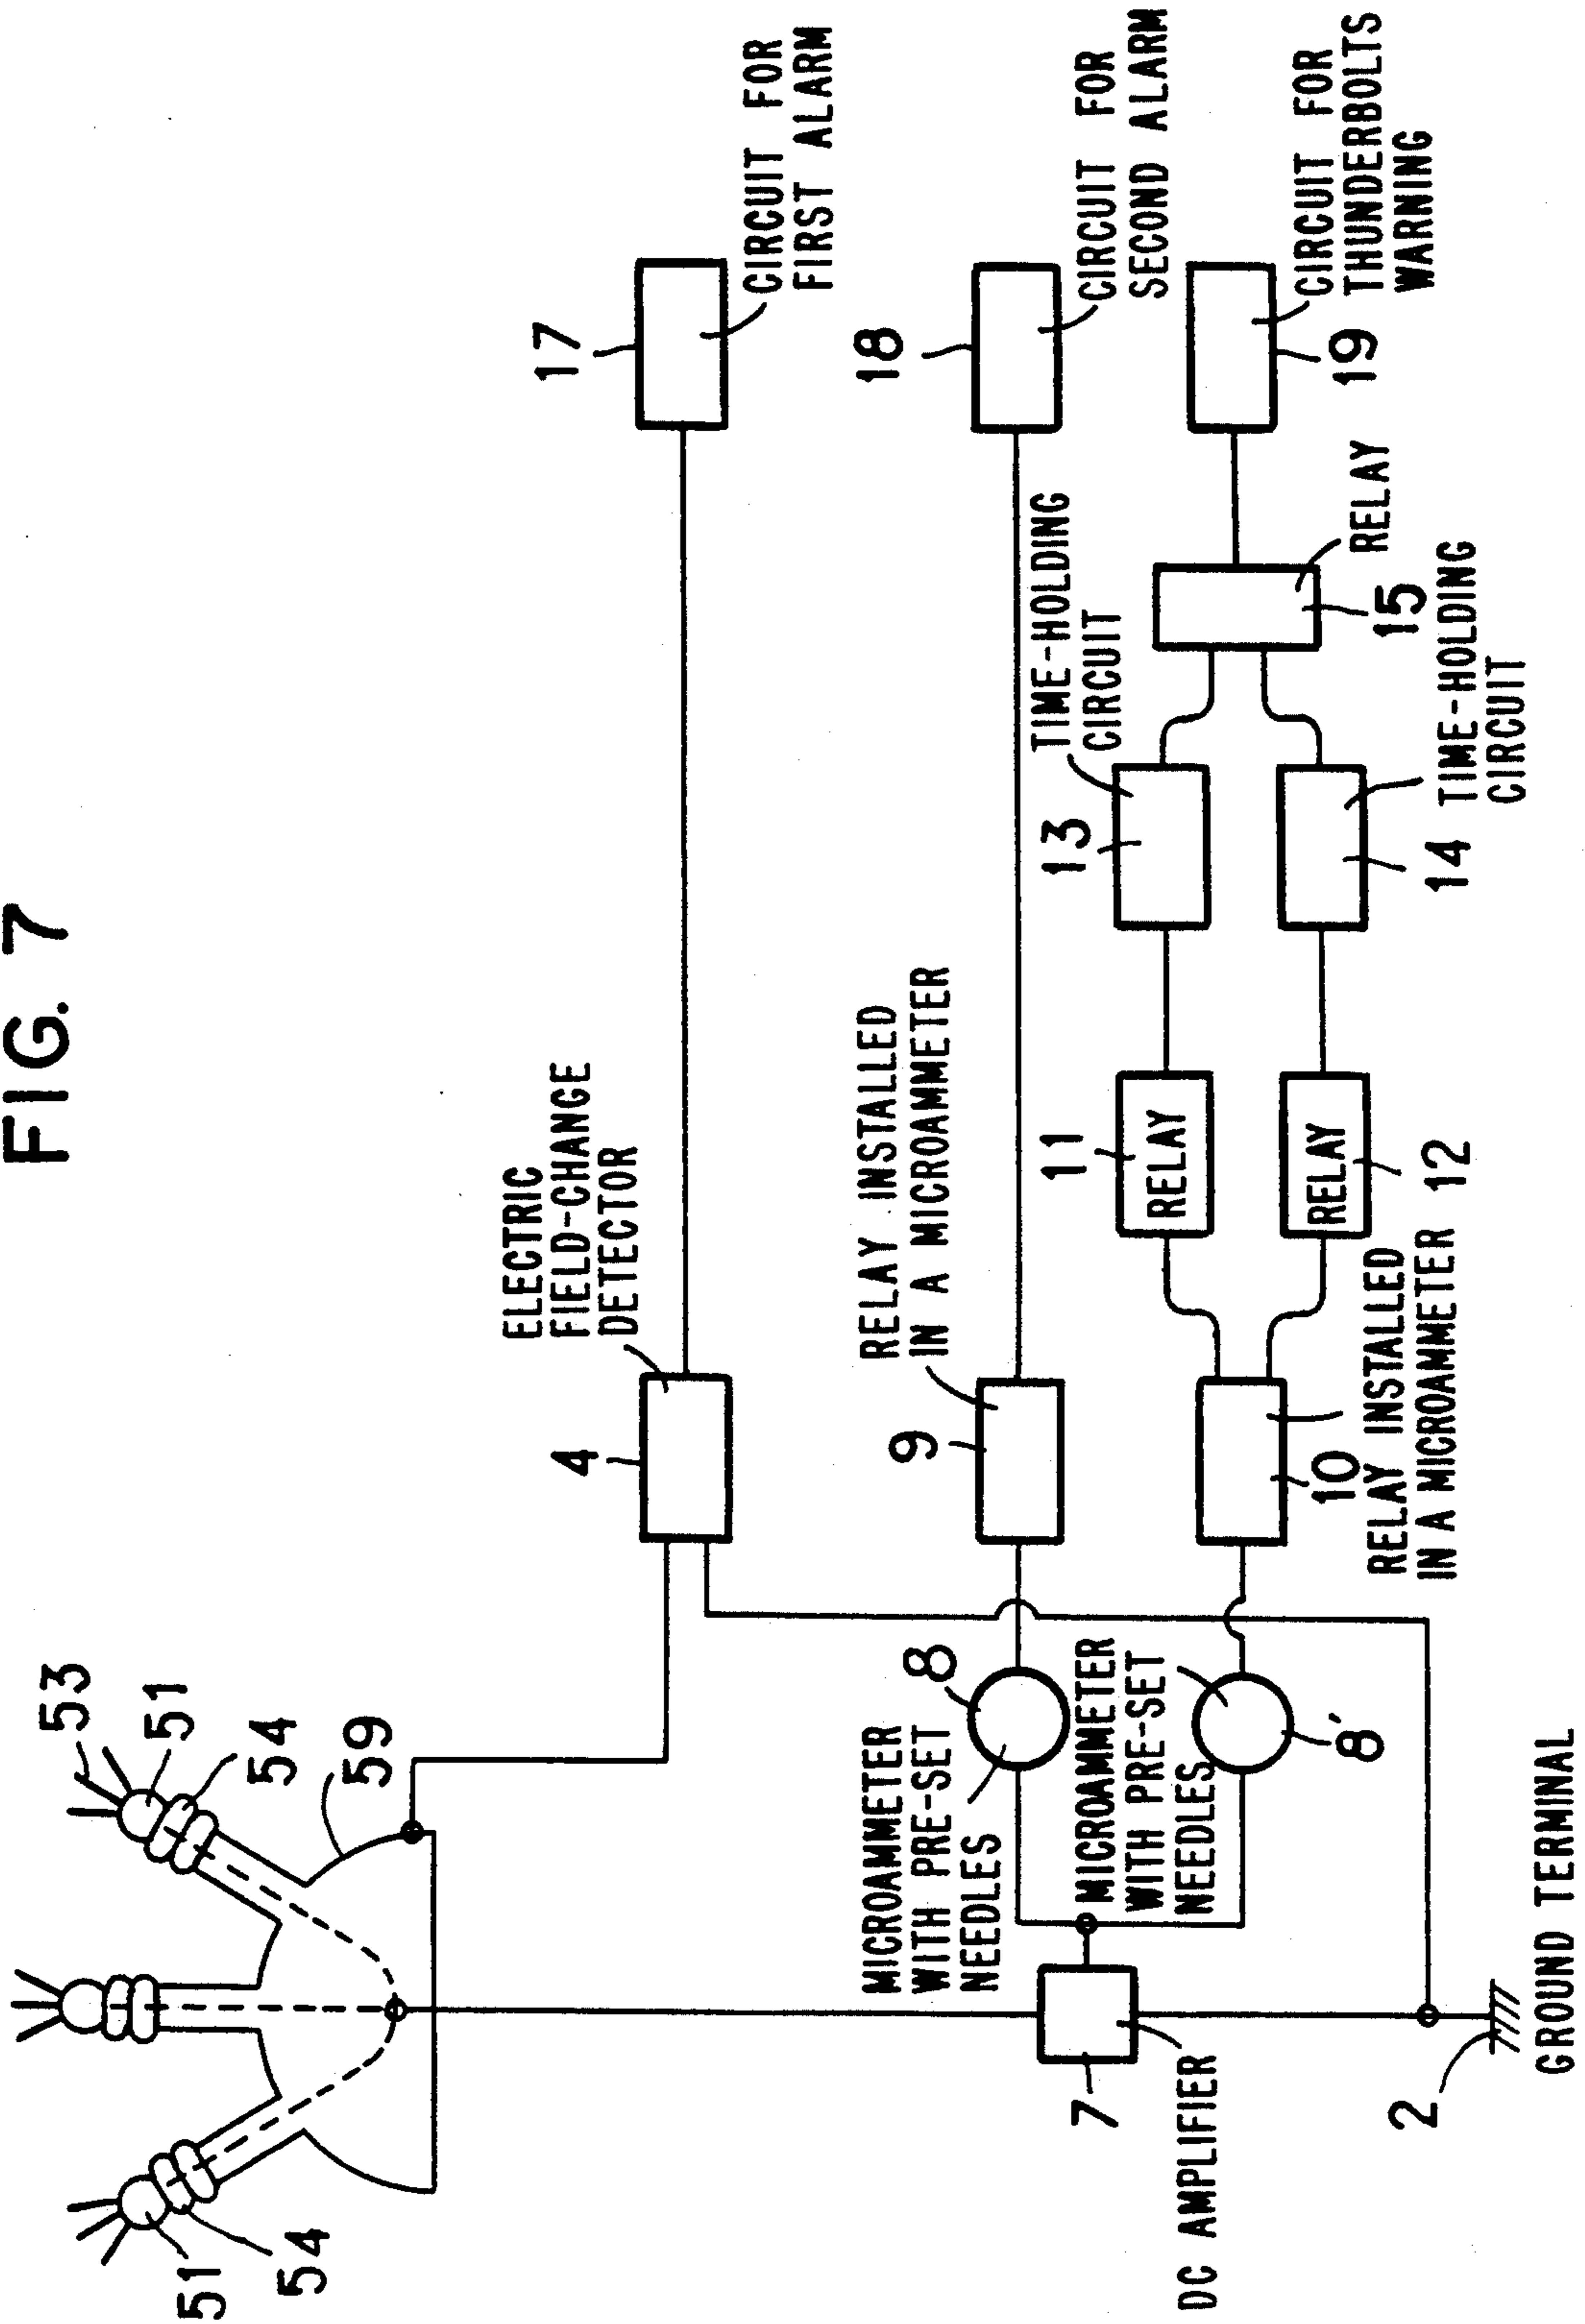 FIG. 7
53
51
54
59
51
54
4
ELECTRIC
FIELD-CHANGE
DETECTOR
17
CIRCUIT FOR
FIRST ALARM
MICROAMMETER
WITH PRE-SET
NEEDLES
8
9
RELAY INSTALLED
IN A MICROAMMETER
18
CIRCUIT FOR
SECOND ALARM
MICROAMMETER
WITH PRE-SET
NEEDLES
8'
10
RELAY INSTALLED
IN A MICROAMMETER
11
RELAY
RELAY
12
13
TIME-HOLDING
CIRCUIT
14
TIME-HOLDING
CIRCUIT
15
RELAY
19
CIRCUIT FOR
THUNDERBOLTS
WARNING
7
DC AMPLIFIER
2
GROUND TERMINAL